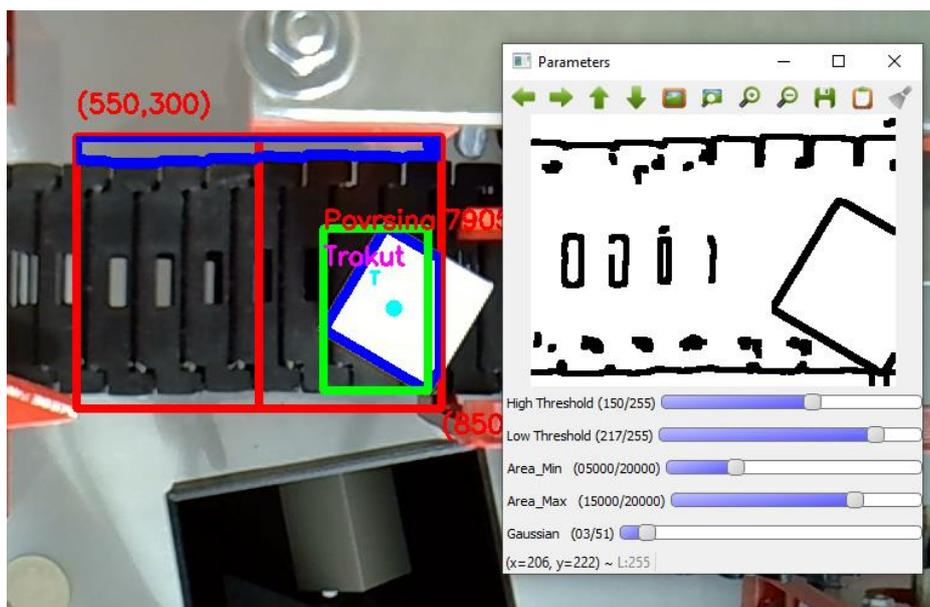 (550,300)
Povrsina 7905
Trokut
T
(850
Parameters
High Threshold (150/255)
Low Threshold (217/255)
Area_Min (05000/20000)
Area_Max (15000/20000)
Gaussian (03/51)
(x=206, y=222) ~ L:255